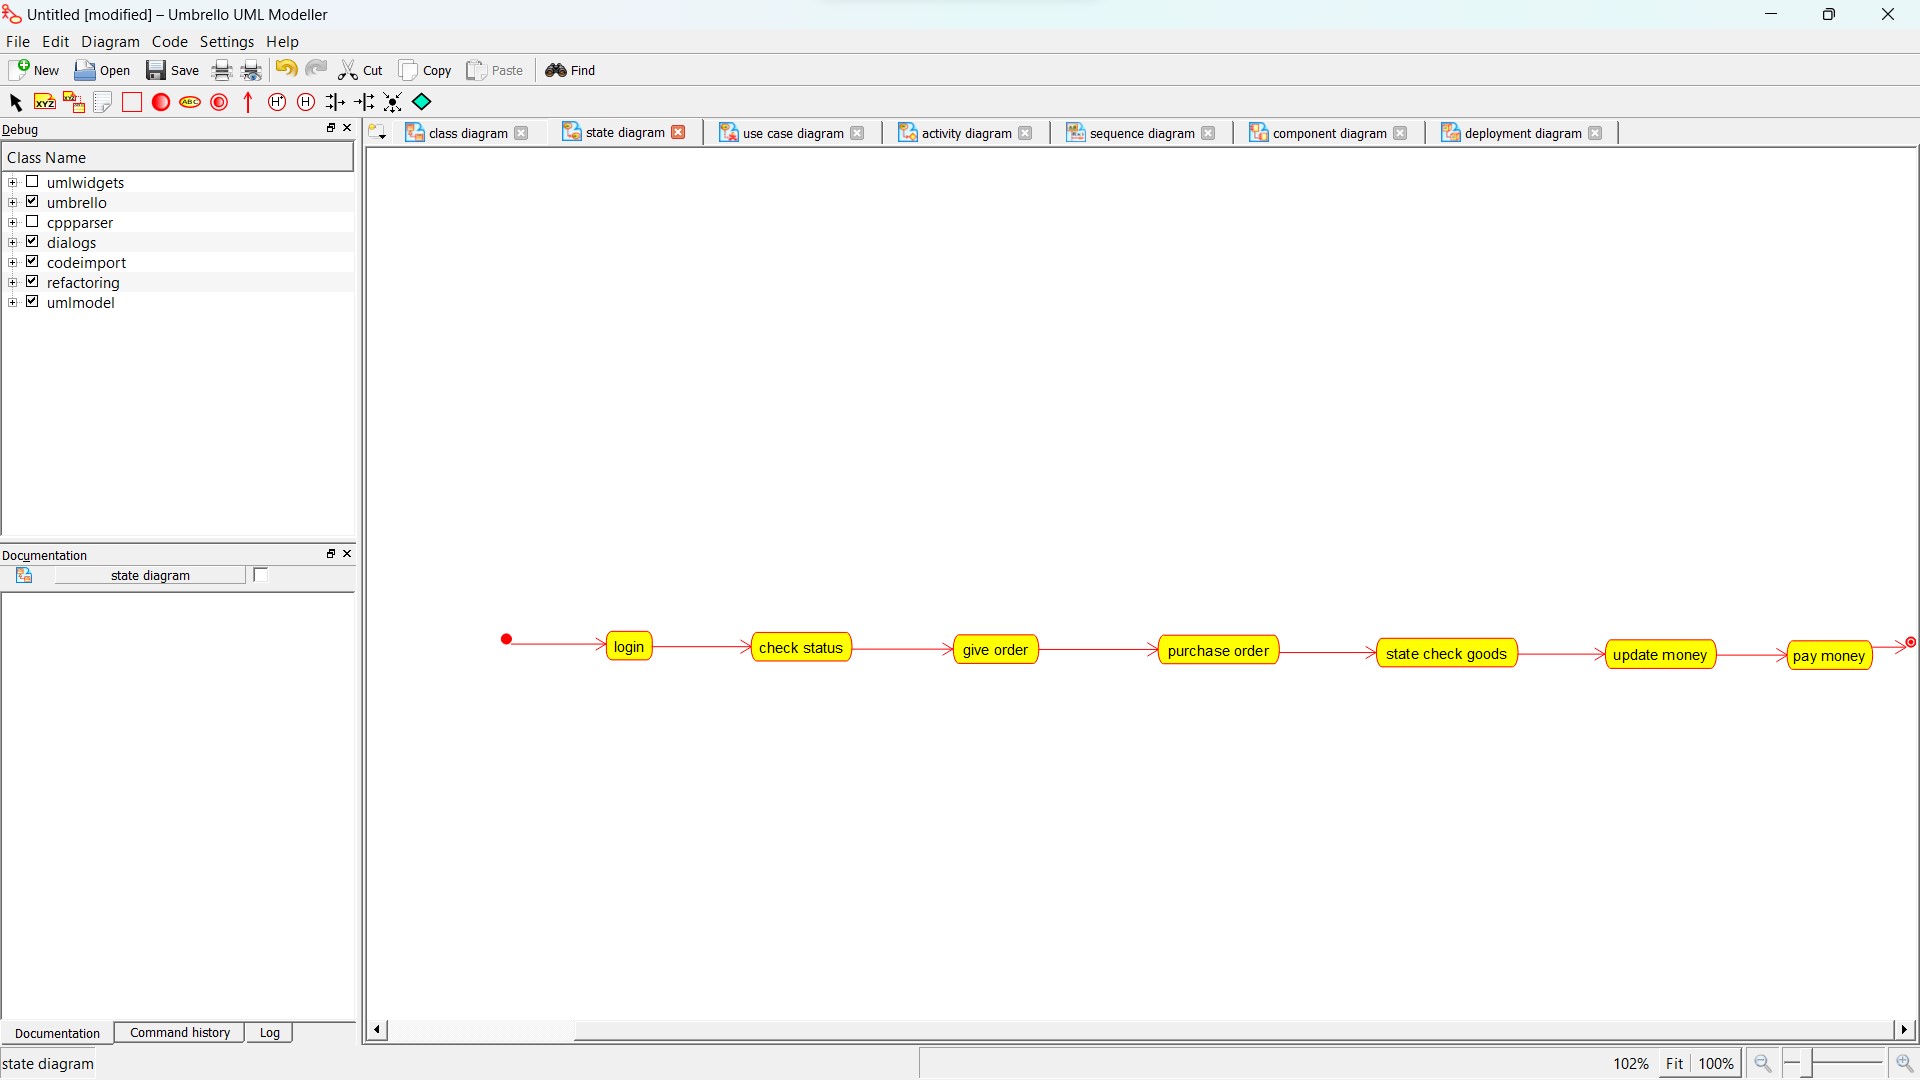 Untitled [modified] – Umbrello UML Modeller
File Edit Diagram Code Settings Help
New Open Save Cut Copy Paste Find
XYZ XYZ ABC H* H
Debug
class diagram state diagram use case diagram activity diagram sequence diagram component diagram deployment diagram
Class Name
umlwidgets
umbrello
cppparser
dialogs
codeimport
refactoring
umlmodel
Documentation
state diagram
login check status give order purchase order state check goods update money pay money
Documentation Command history Log
state diagram 102% Fit 100%